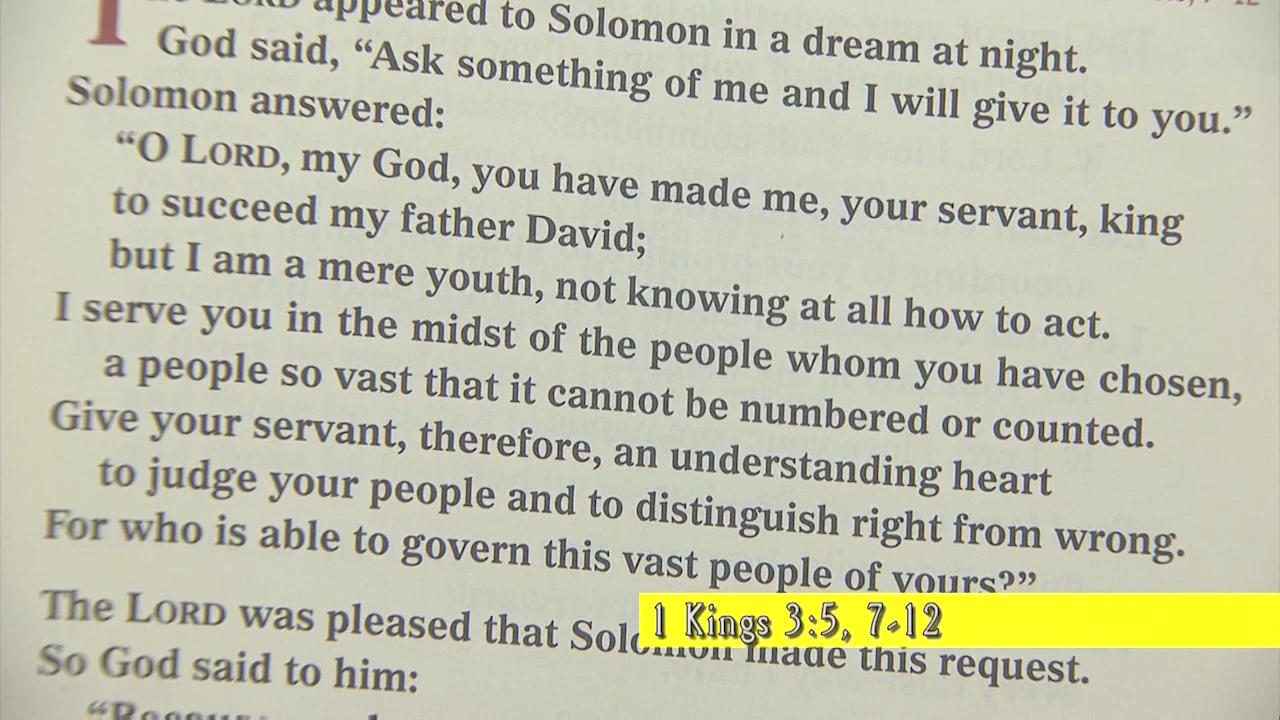 LORD appeared to Solomon in a dream at night.
God said, “Ask something of me and I will give it to you.”
Solomon answered:
“O LORD, my God, you have made me, your servant, king
to succeed my father David;
but I am a mere youth, not knowing at all how to act.
I serve you in the midst of the people whom you have chosen,
a people so vast that it cannot be numbered or counted.
Give your servant, therefore, an understanding heart
to judge your people and to distinguish right from wrong.
For who is able to govern this vast people of yours?”
The LORD was pleased that Solomon made this request.
So God said to him:
1 Kings 3:5, 7-12